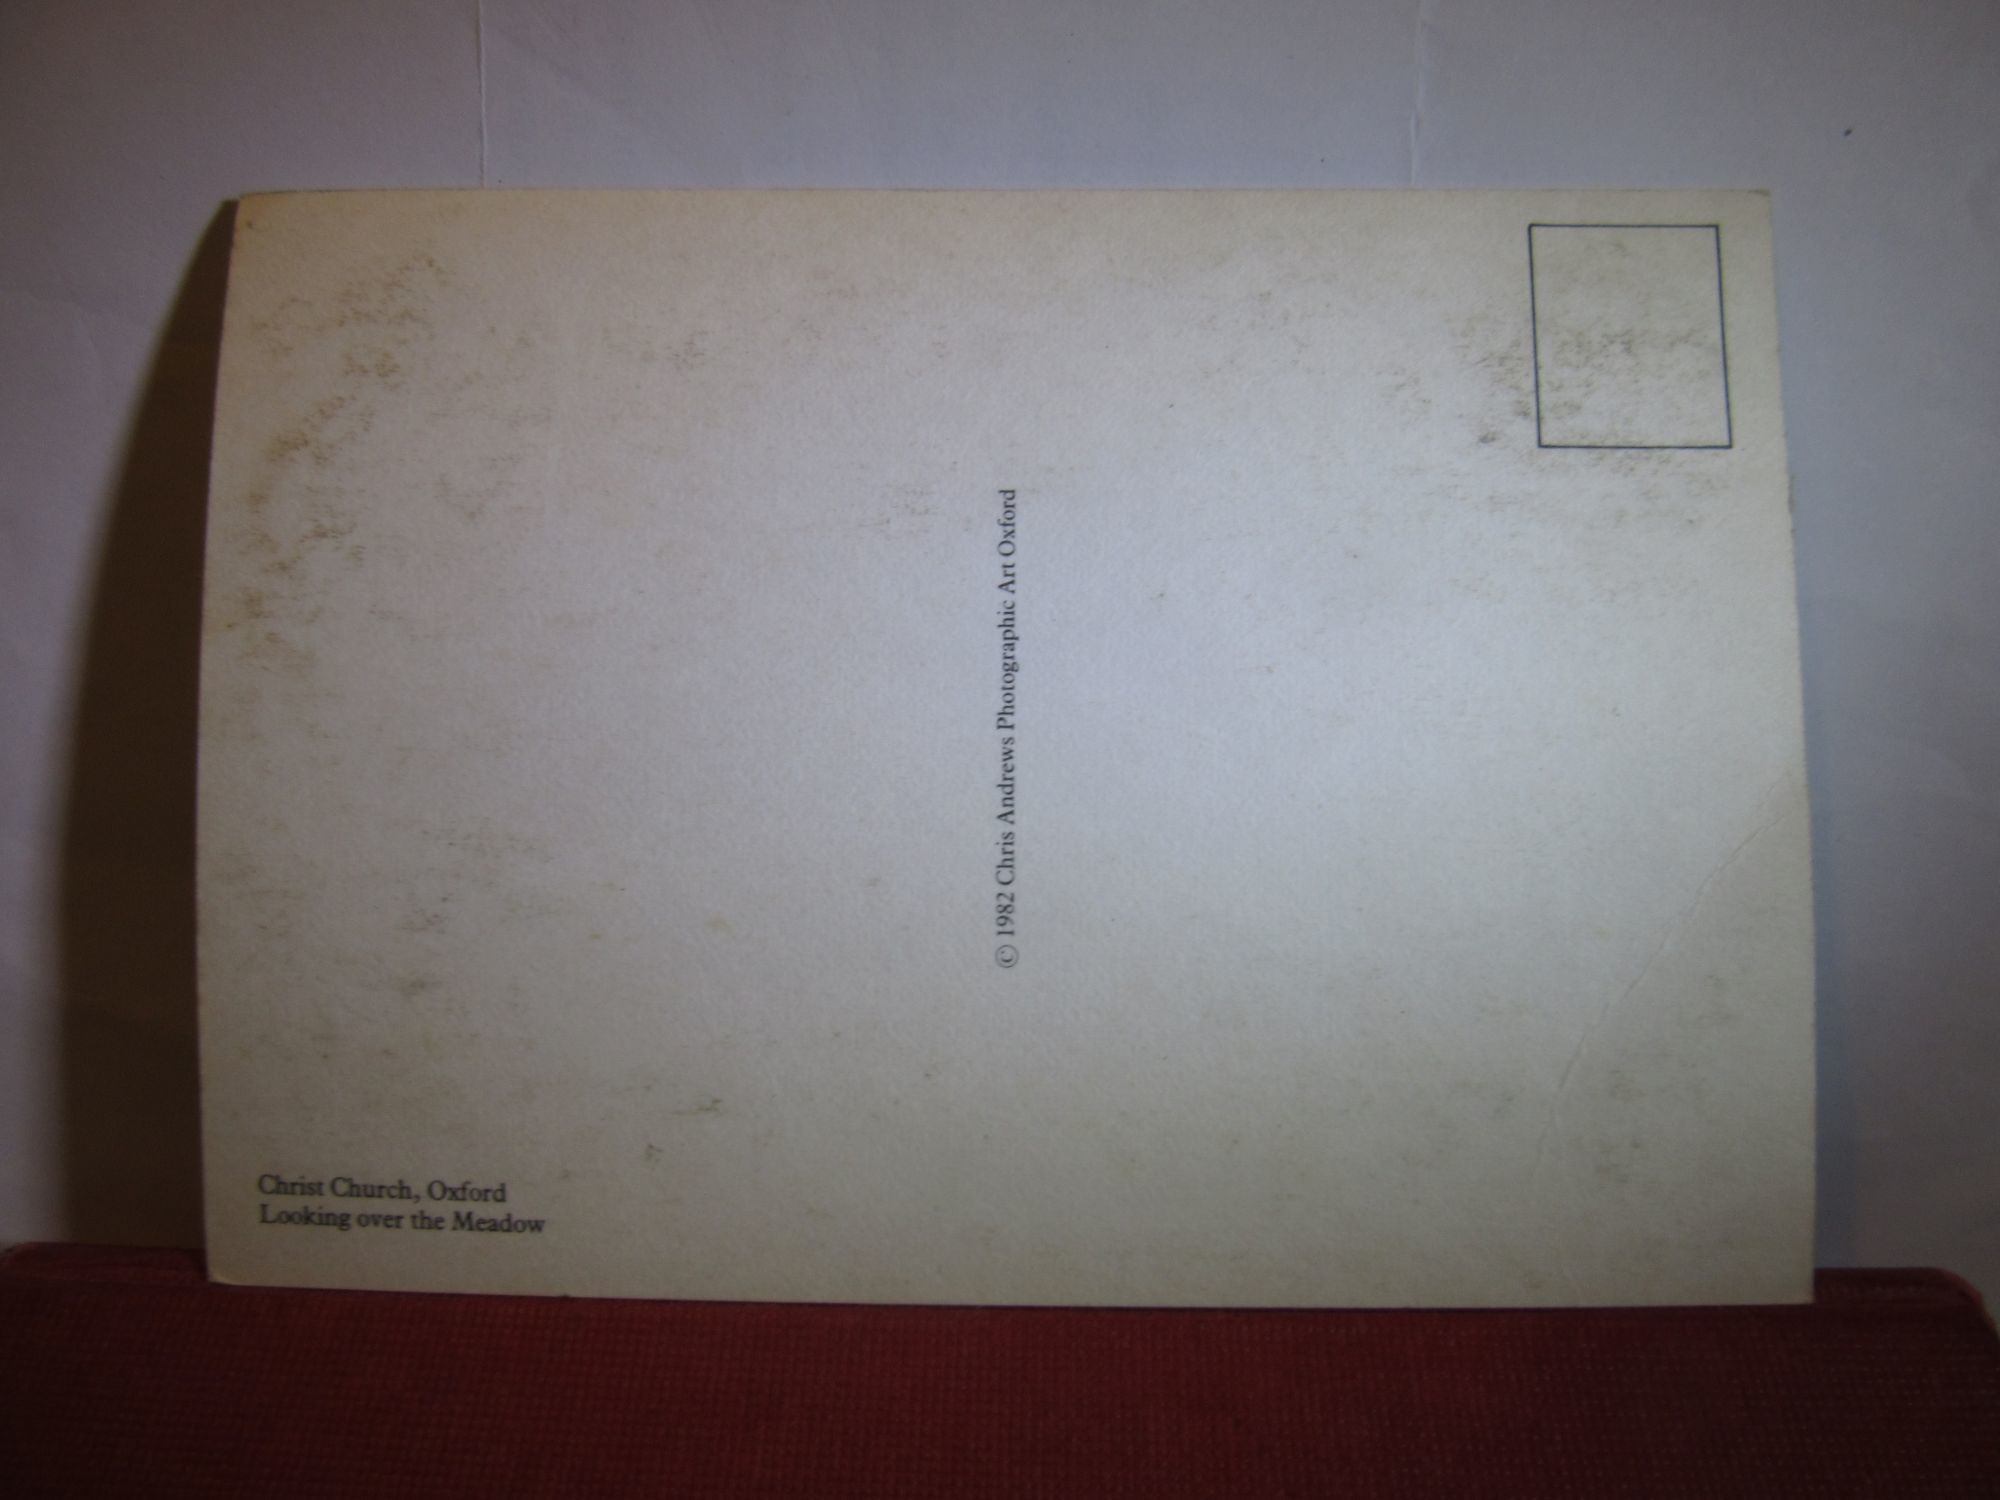 © 1982 Chris Andrews Photographic Art Oxford
Christ Church, Oxford
Looking over the Meadow